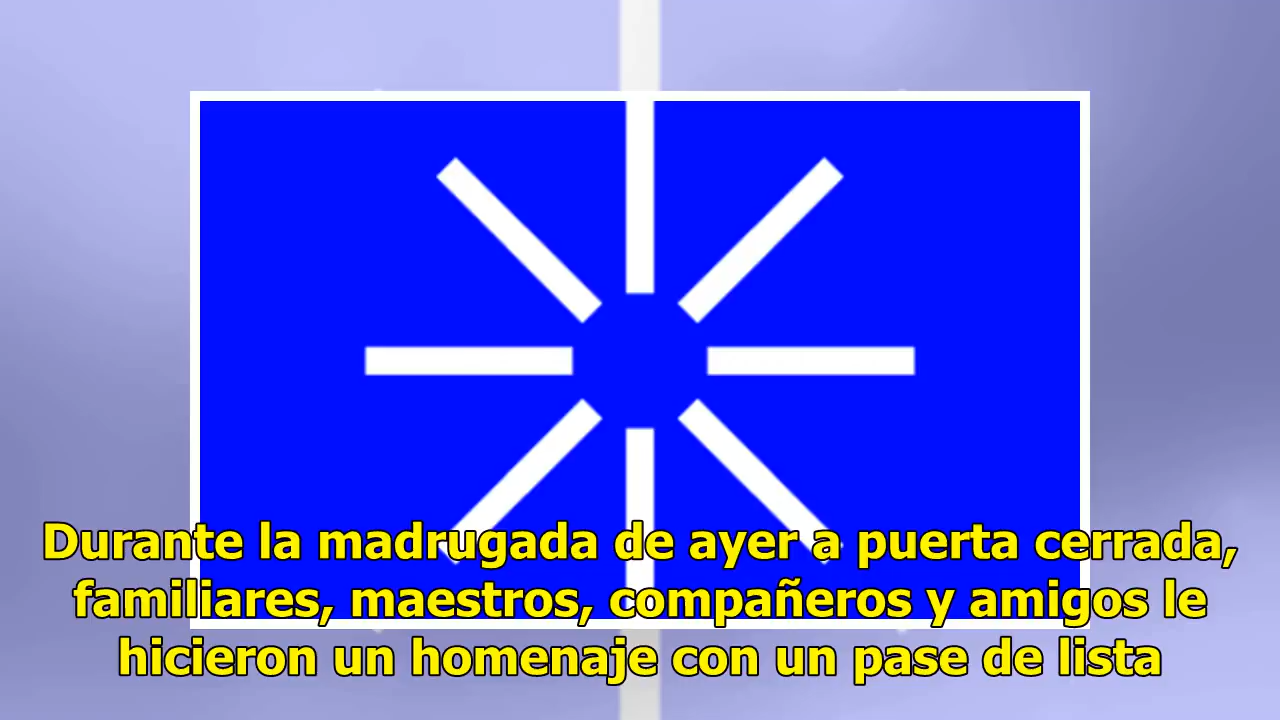 Durante la madrugada de ayer a puerta cerrada,
familiares, maestros, compañeros y amigos le
hicieron un homenaje con un pase de lista